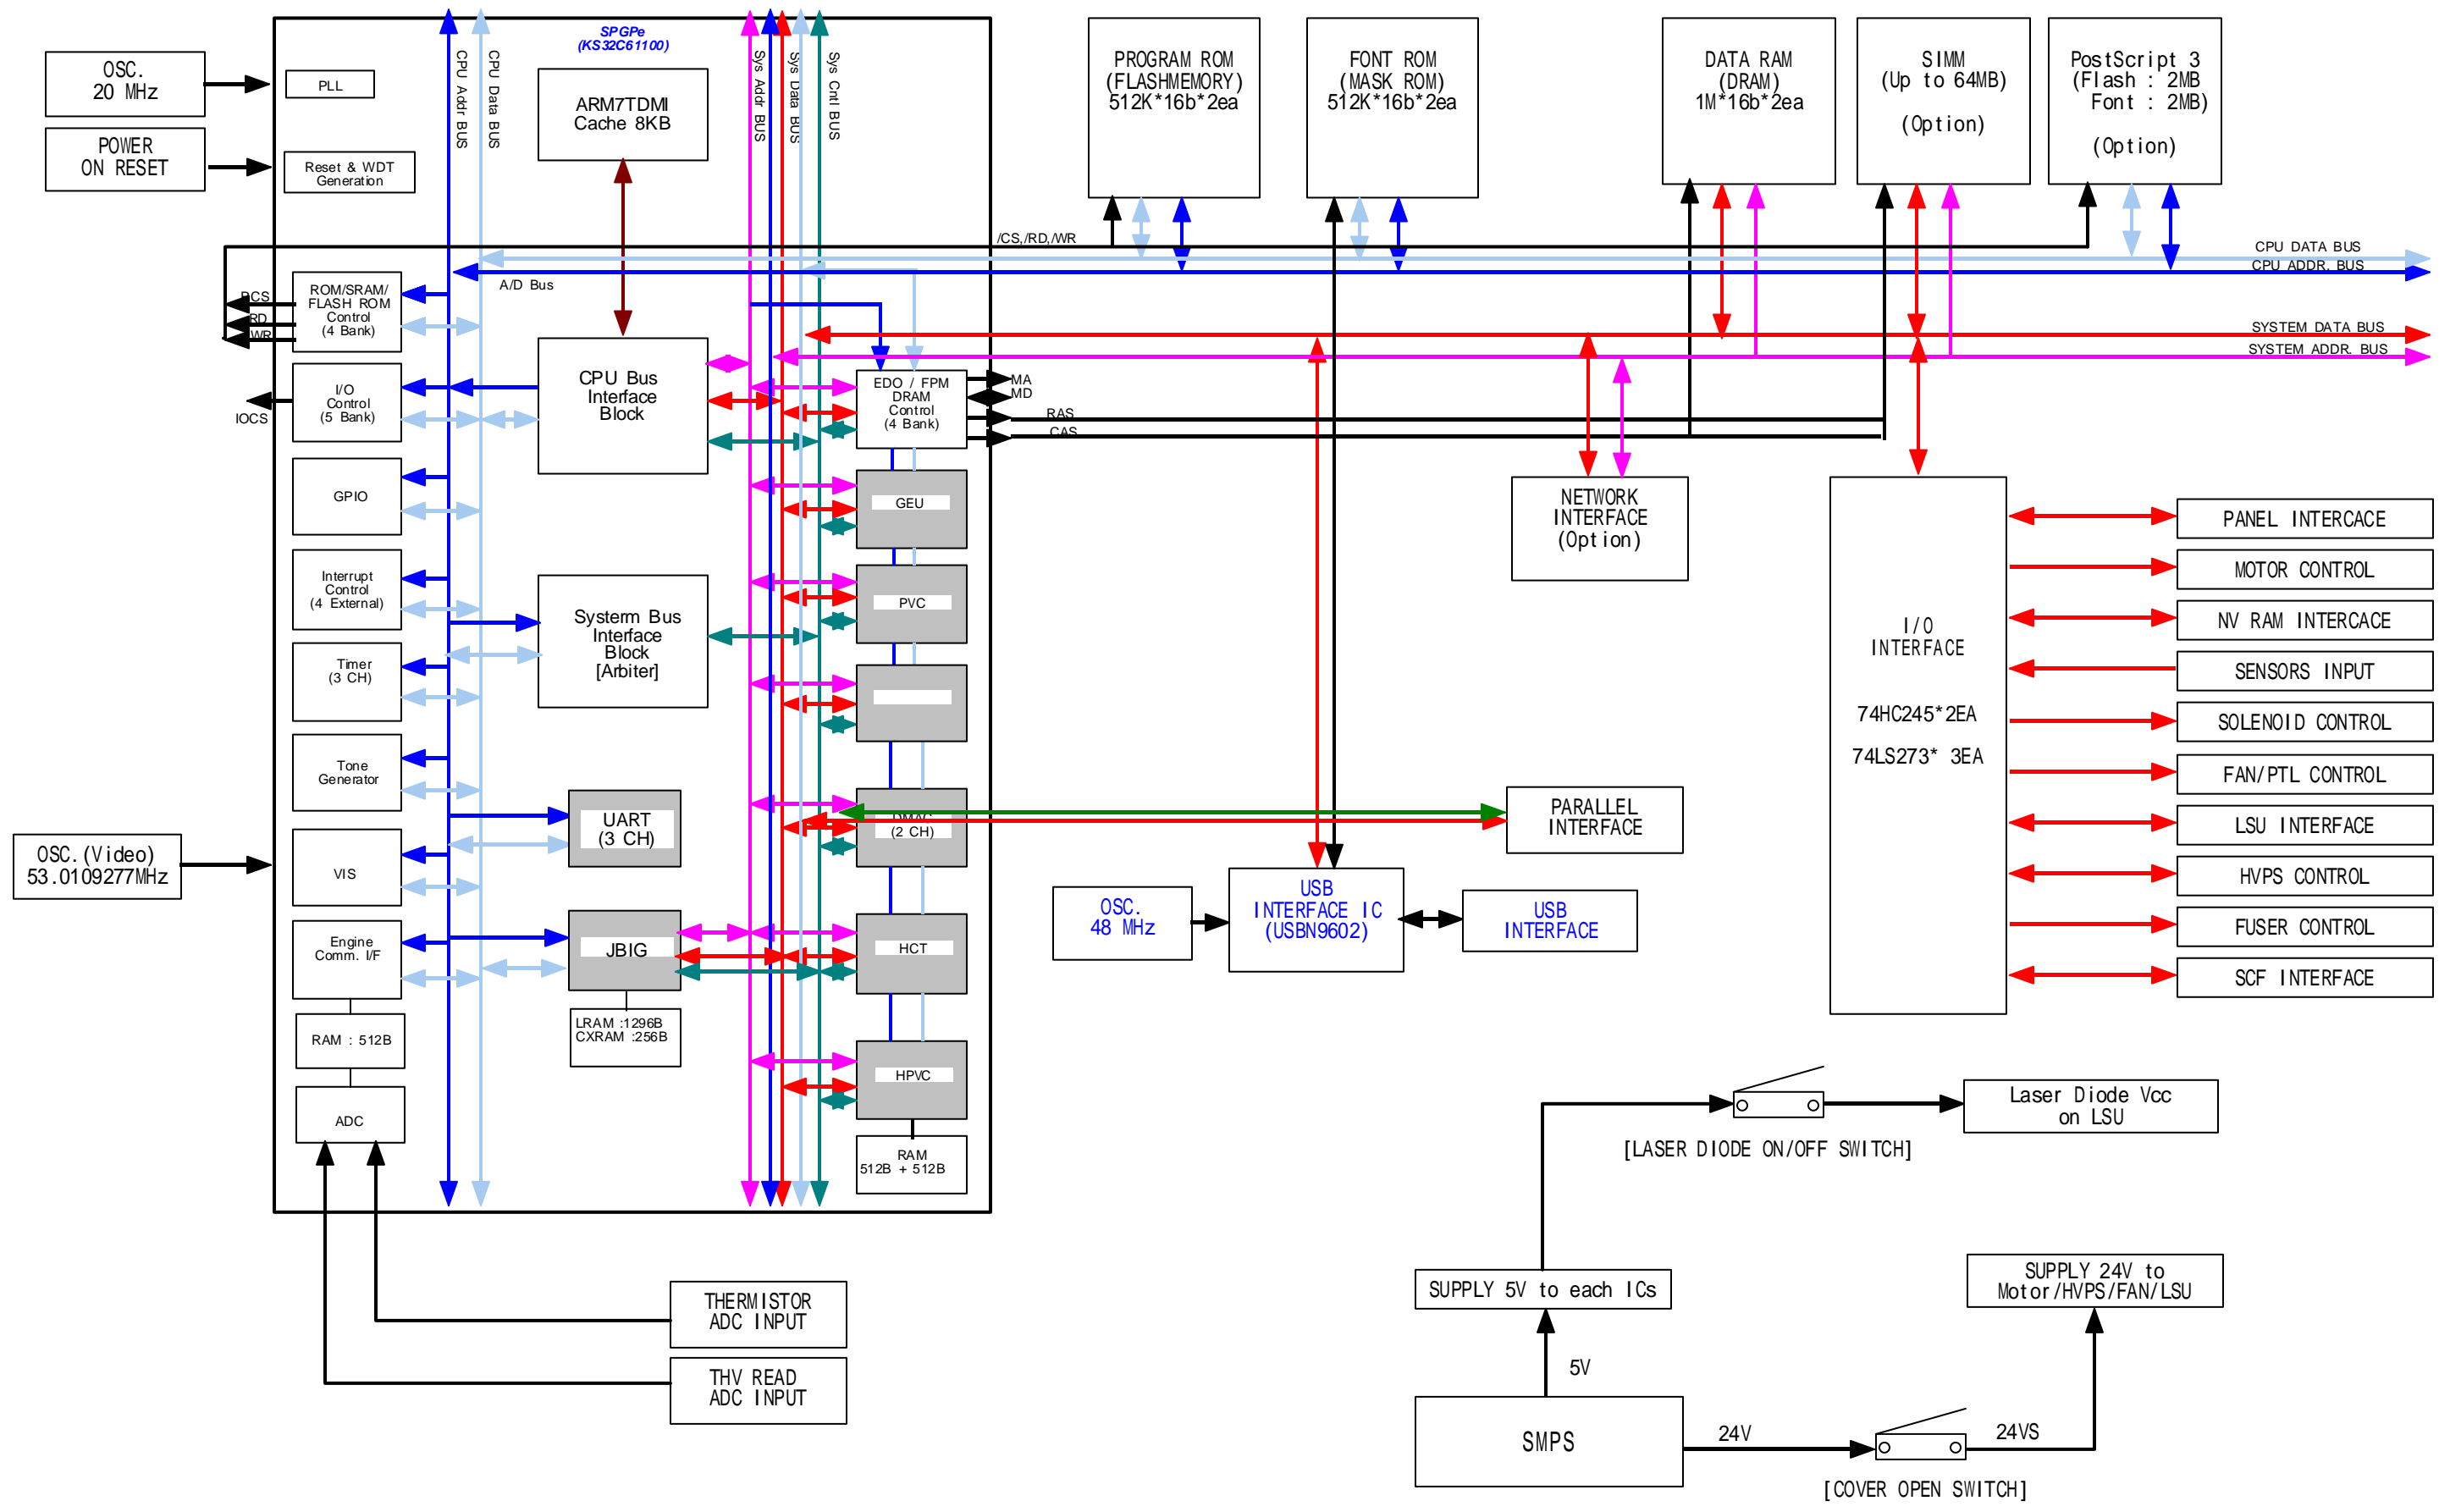 SPGPe
(KS32C61100)
OSC.
20 MHz
POWER
ON RESET
PLL
Reset & WDT
Generation
CPU Addr BUS
CPU Data BUS
ARM7TDMI
Cache 8KB
Sys Addr BUS
Sys Data BUS
Sys Cntl BUS
PROGRAM ROM
(FLASHMEMORY)
512K*16b*2ea
FONT ROM
(MASK ROM)
512K*16b*2ea
DATA RAM
(DRAM)
1M*16b*2ea
SIMM
(Up to 64MB)
(Option)
PostScript 3
(Flash : 2MB
Font : 2MB)
(Option)
/CS,/RD,/WR
CPU DATA BUS
CPU ADDR. BUS
A/D Bus
SYSTEM DATA BUS
SYSTEM ADDR. BUS
RCS
RD
WR
ROM/SRAM/
FLASH ROM
Control
(4 Bank)
IOCS
I/O
Control
(5 Bank)
CPU Bus
Interface
Block
EDO / FPM
DRAM
Control
(4 Bank)
MA
MD
RAS
CAS
GPIO
GEU
NETWORK
INTERFACE
(Option)
Interrupt
Control
(4 External)
Systerm Bus
Interface
Block
[Arbiter]
PVC
Timer
(3 CH)
Tone
Generator
UART
(3 CH)
DMAC
(2 CH)
PARALLEL
INTERFACE
OSC.(Video)
53.0109277MHz
VIS
Engine
Comm. I/F
JBIG
HCT
LRAM :1296B
CXRAM :256B
RAM : 512B
ADC
HPVC
RAM
512B + 512B
OSC.
48 MHz
USB
INTERFACE IC
(USBN9602)
USB
INTERFACE
I/O
INTERFACE
74HC245*2EA
74LS273* 3EA
PANEL INTERCACE
MOTOR CONTROL
NV RAM INTERCACE
SENSORS INPUT
SOLENOID CONTROL
FAN/PTL CONTROL
LSU INTERFACE
HVPS CONTROL
FUSER CONTROL
SCF INTERFACE
Laser Diode Vcc
on LSU
[LASER DIODE ON/OFF SWITCH]
THERMISTOR
ADC INPUT
THV READ
ADC INPUT
SUPPLY 5V to each ICs
SUPPLY 24V to
Motor/HVPS/FAN/LSU
5V
SMPS
24V
24VS
[COVER OPEN SWITCH]